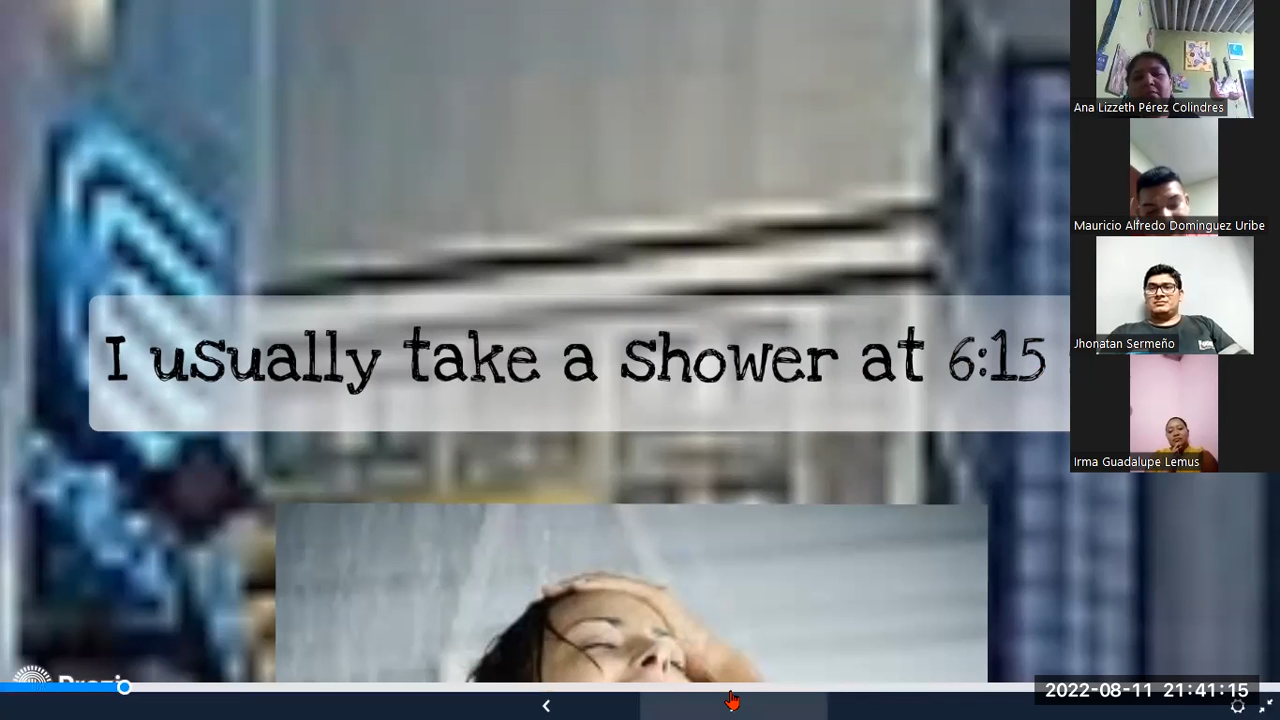 I usually take a shower at 6:15
Ana Lizzeth Pérez Colindres
Mauricio Alfredo Dominguez Uribe
Jhonatan Sermeño
Irma Guadalupe Lemus
Prezi
2022-08-11 21:41:15